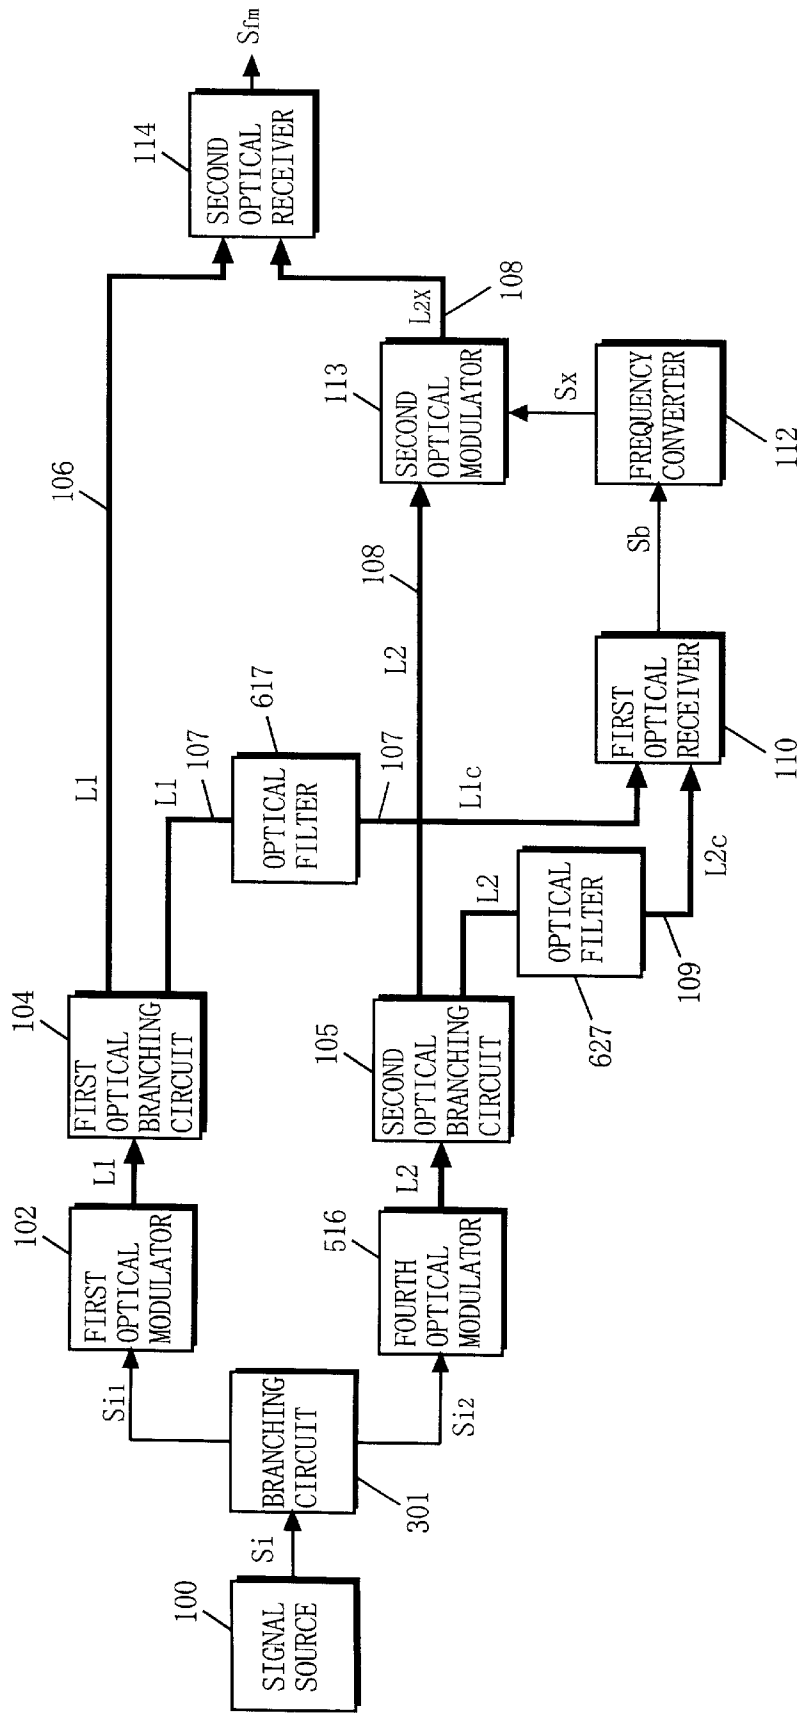 100
SIGNAL
SOURCE
Si
BRANCHING
CIRCUIT
301
Si1
Si2
102
FIRST
OPTICAL
MODULATOR
L1
516
FOURTH
OPTICAL
MODULATOR
L2
104
FIRST
OPTICAL
BRANCHING
CIRCUIT
105
SECOND
OPTICAL
BRANCHING
CIRCUIT
L1
106
L1
107
OPTICAL
FILTER
617
107
L1c
L2
108
L2
OPTICAL
FILTER
627
109
L2c
FIRST
OPTICAL
RECEIVER
110
Sb
FREQUENCY
CONVERTER
112
Sx
113
SECOND
OPTICAL
MODULATOR
L2X
108
114
SECOND
OPTICAL
RECEIVER
Sfm